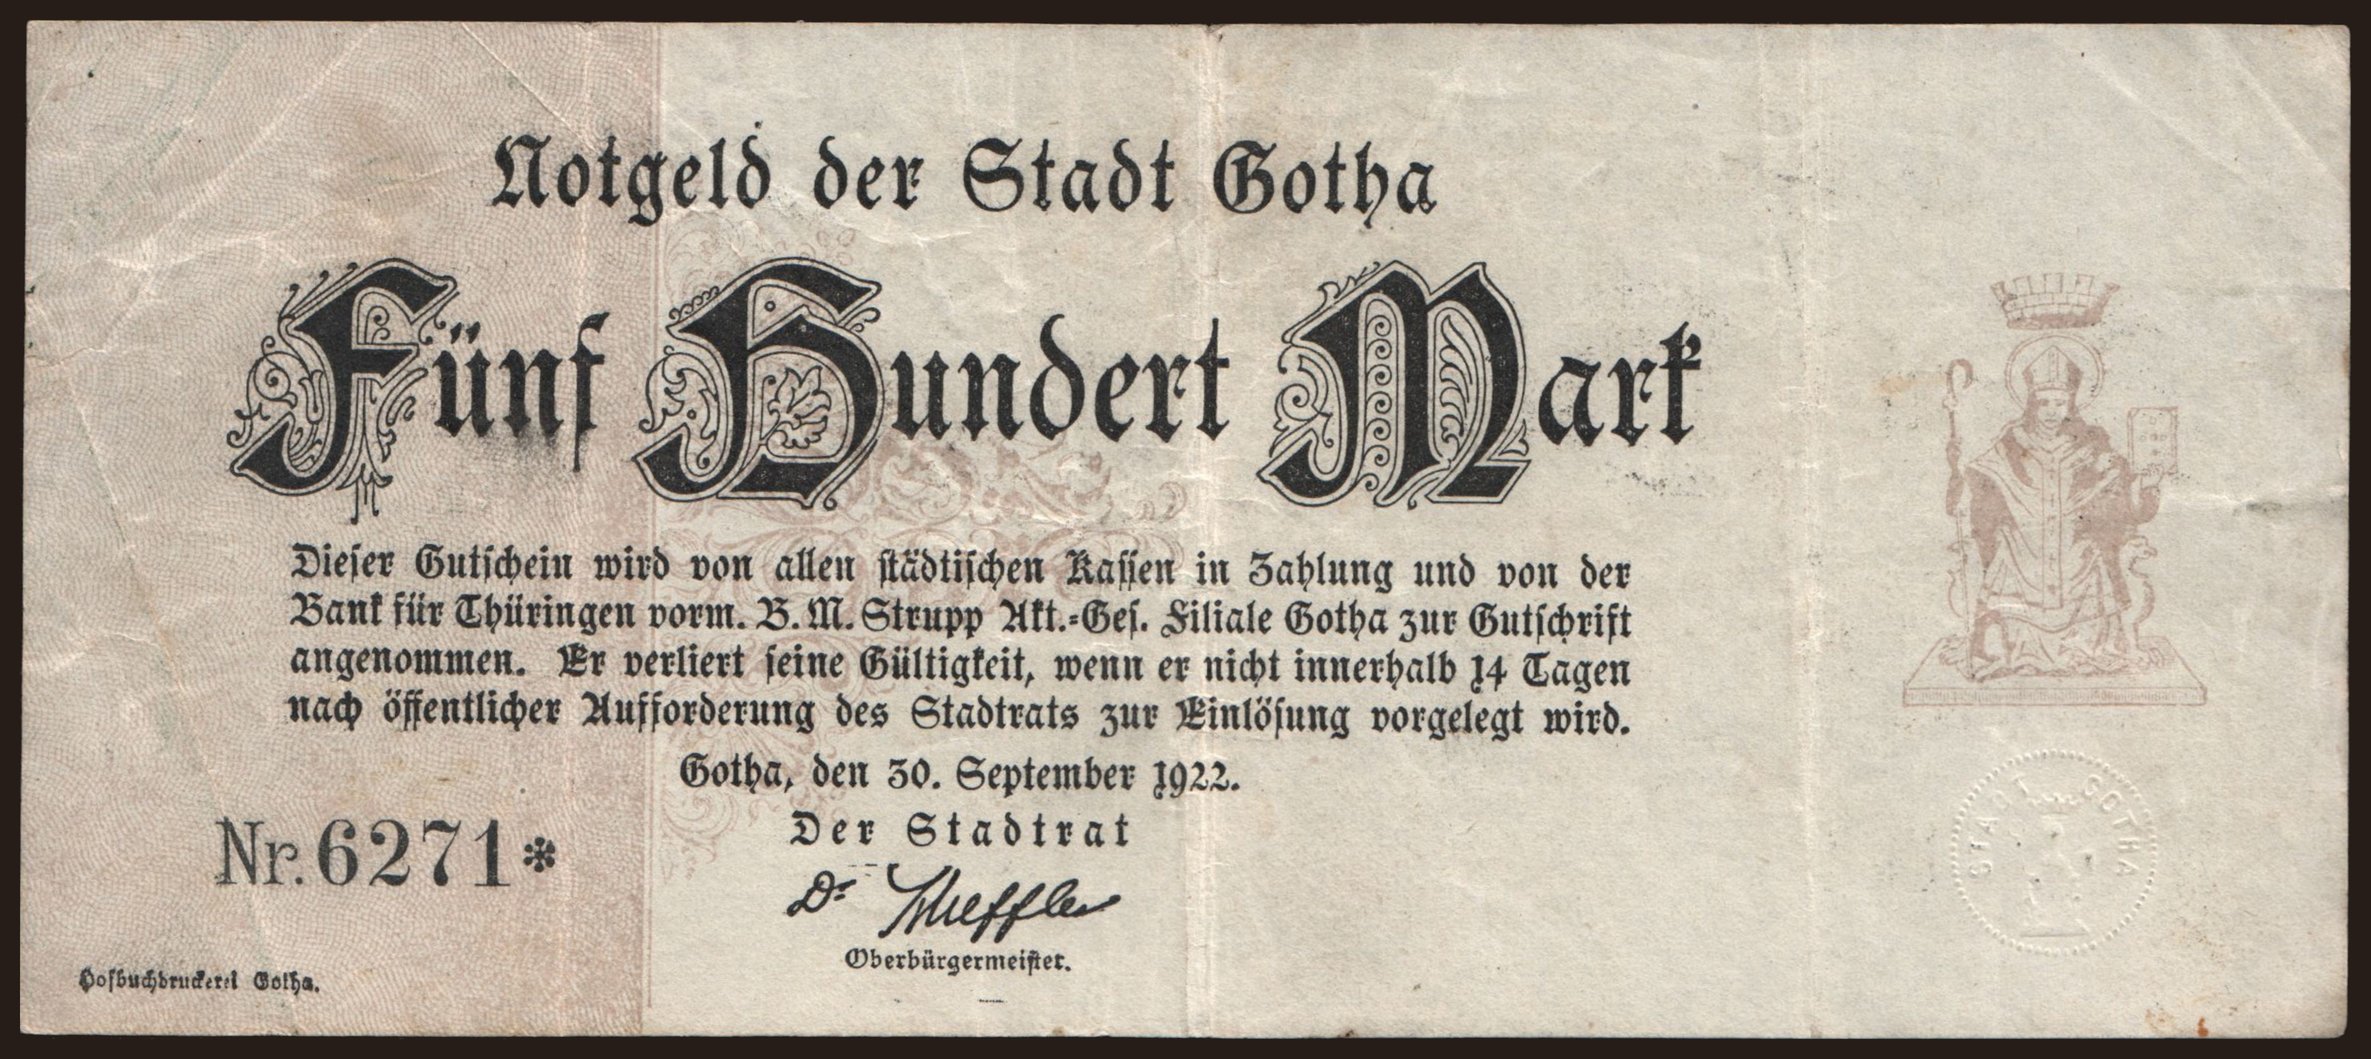 Notgeld der Stadt Gotha
Fünf Hundert Mark
Dieser Gutschein wird von allen städtischen Kassen in Zahlung und von der
Bank für Thüringen vorm. B. M. Strupp Akt.-Ges. Filiale Gotha zur Gutschrift
angenommen. Er verliert seine Gültigkeit, wenn er nicht innerhalb 14 Tagen
nach öffentlicher Aufforderung des Stadtrats zur Einlösung vorgelegt wird.
Gotha, den 30. September 1922.
Der Stadtrat
Nr. 6271*
Dr Scheffler
Oberbürgermeister.
Hofbuchdruckerei Gotha.
STADT GOTHA